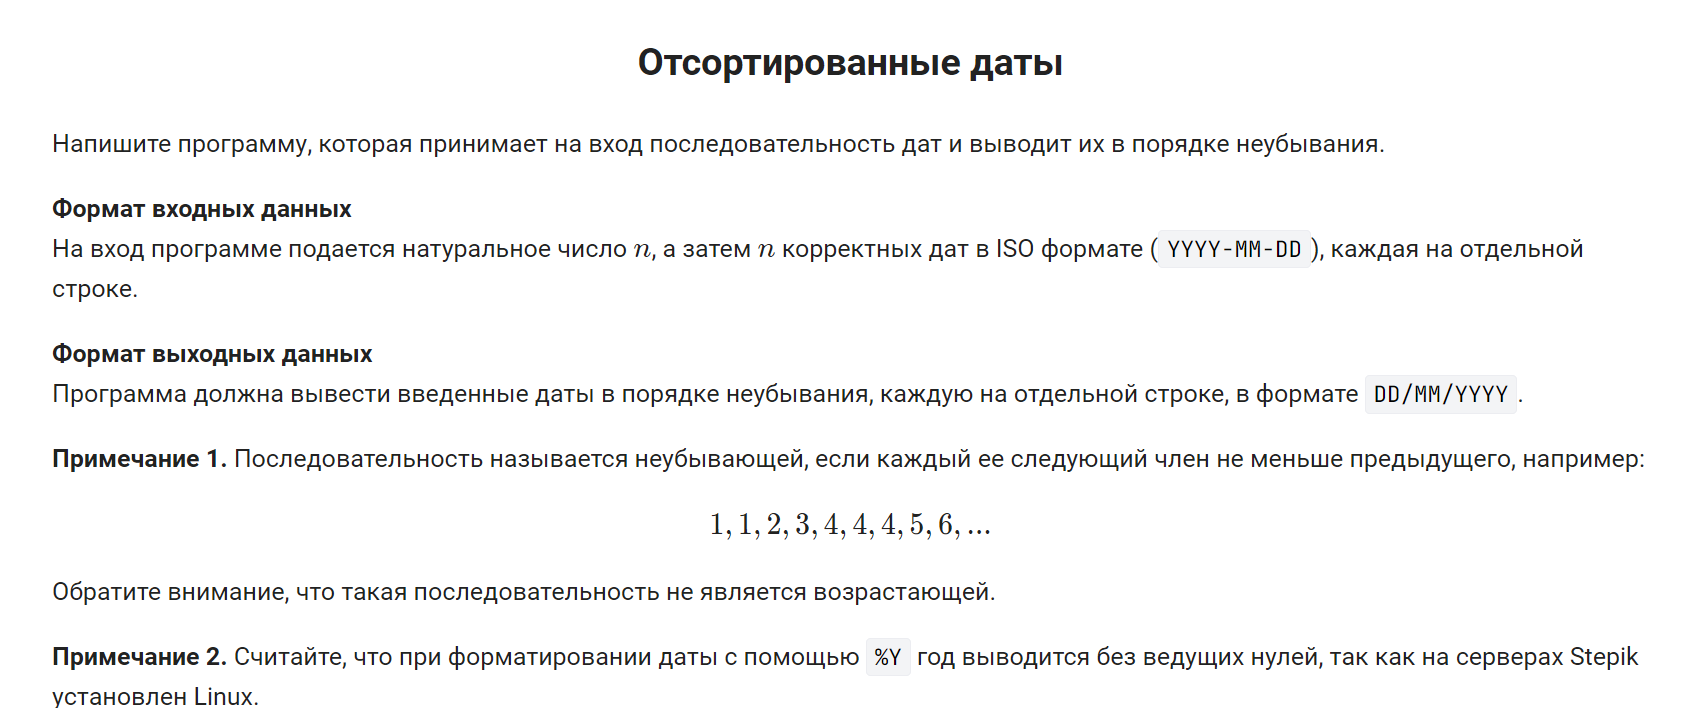 Отсортированные даты
Напишите программу, которая принимает на вход последовательность дат и выводит их в порядке неубывания.
Формат входных данных
На вход программе подается натуральное число n, а затем n корректных дат в ISO формате ( YYYY-MM-DD ), каждая на отдельной
строке.
Формат выходных данных
Программа должна вывести введенные даты в порядке неубывания, каждую на отдельной строке, в формате DD/MM/YYYY .
Примечание 1. Последовательность называется неубывающей, если каждый ее следующий член не меньше предыдущего, например:
1, 1, 2, 3, 4, 4, 4, 5, 6, ...
Обратите внимание, что такая последовательность не является возрастающей.
Примечание 2. Считайте, что при форматировании даты с помощью %Y год выводится без ведущих нулей, так как на серверах Stepik
установлен Linux.